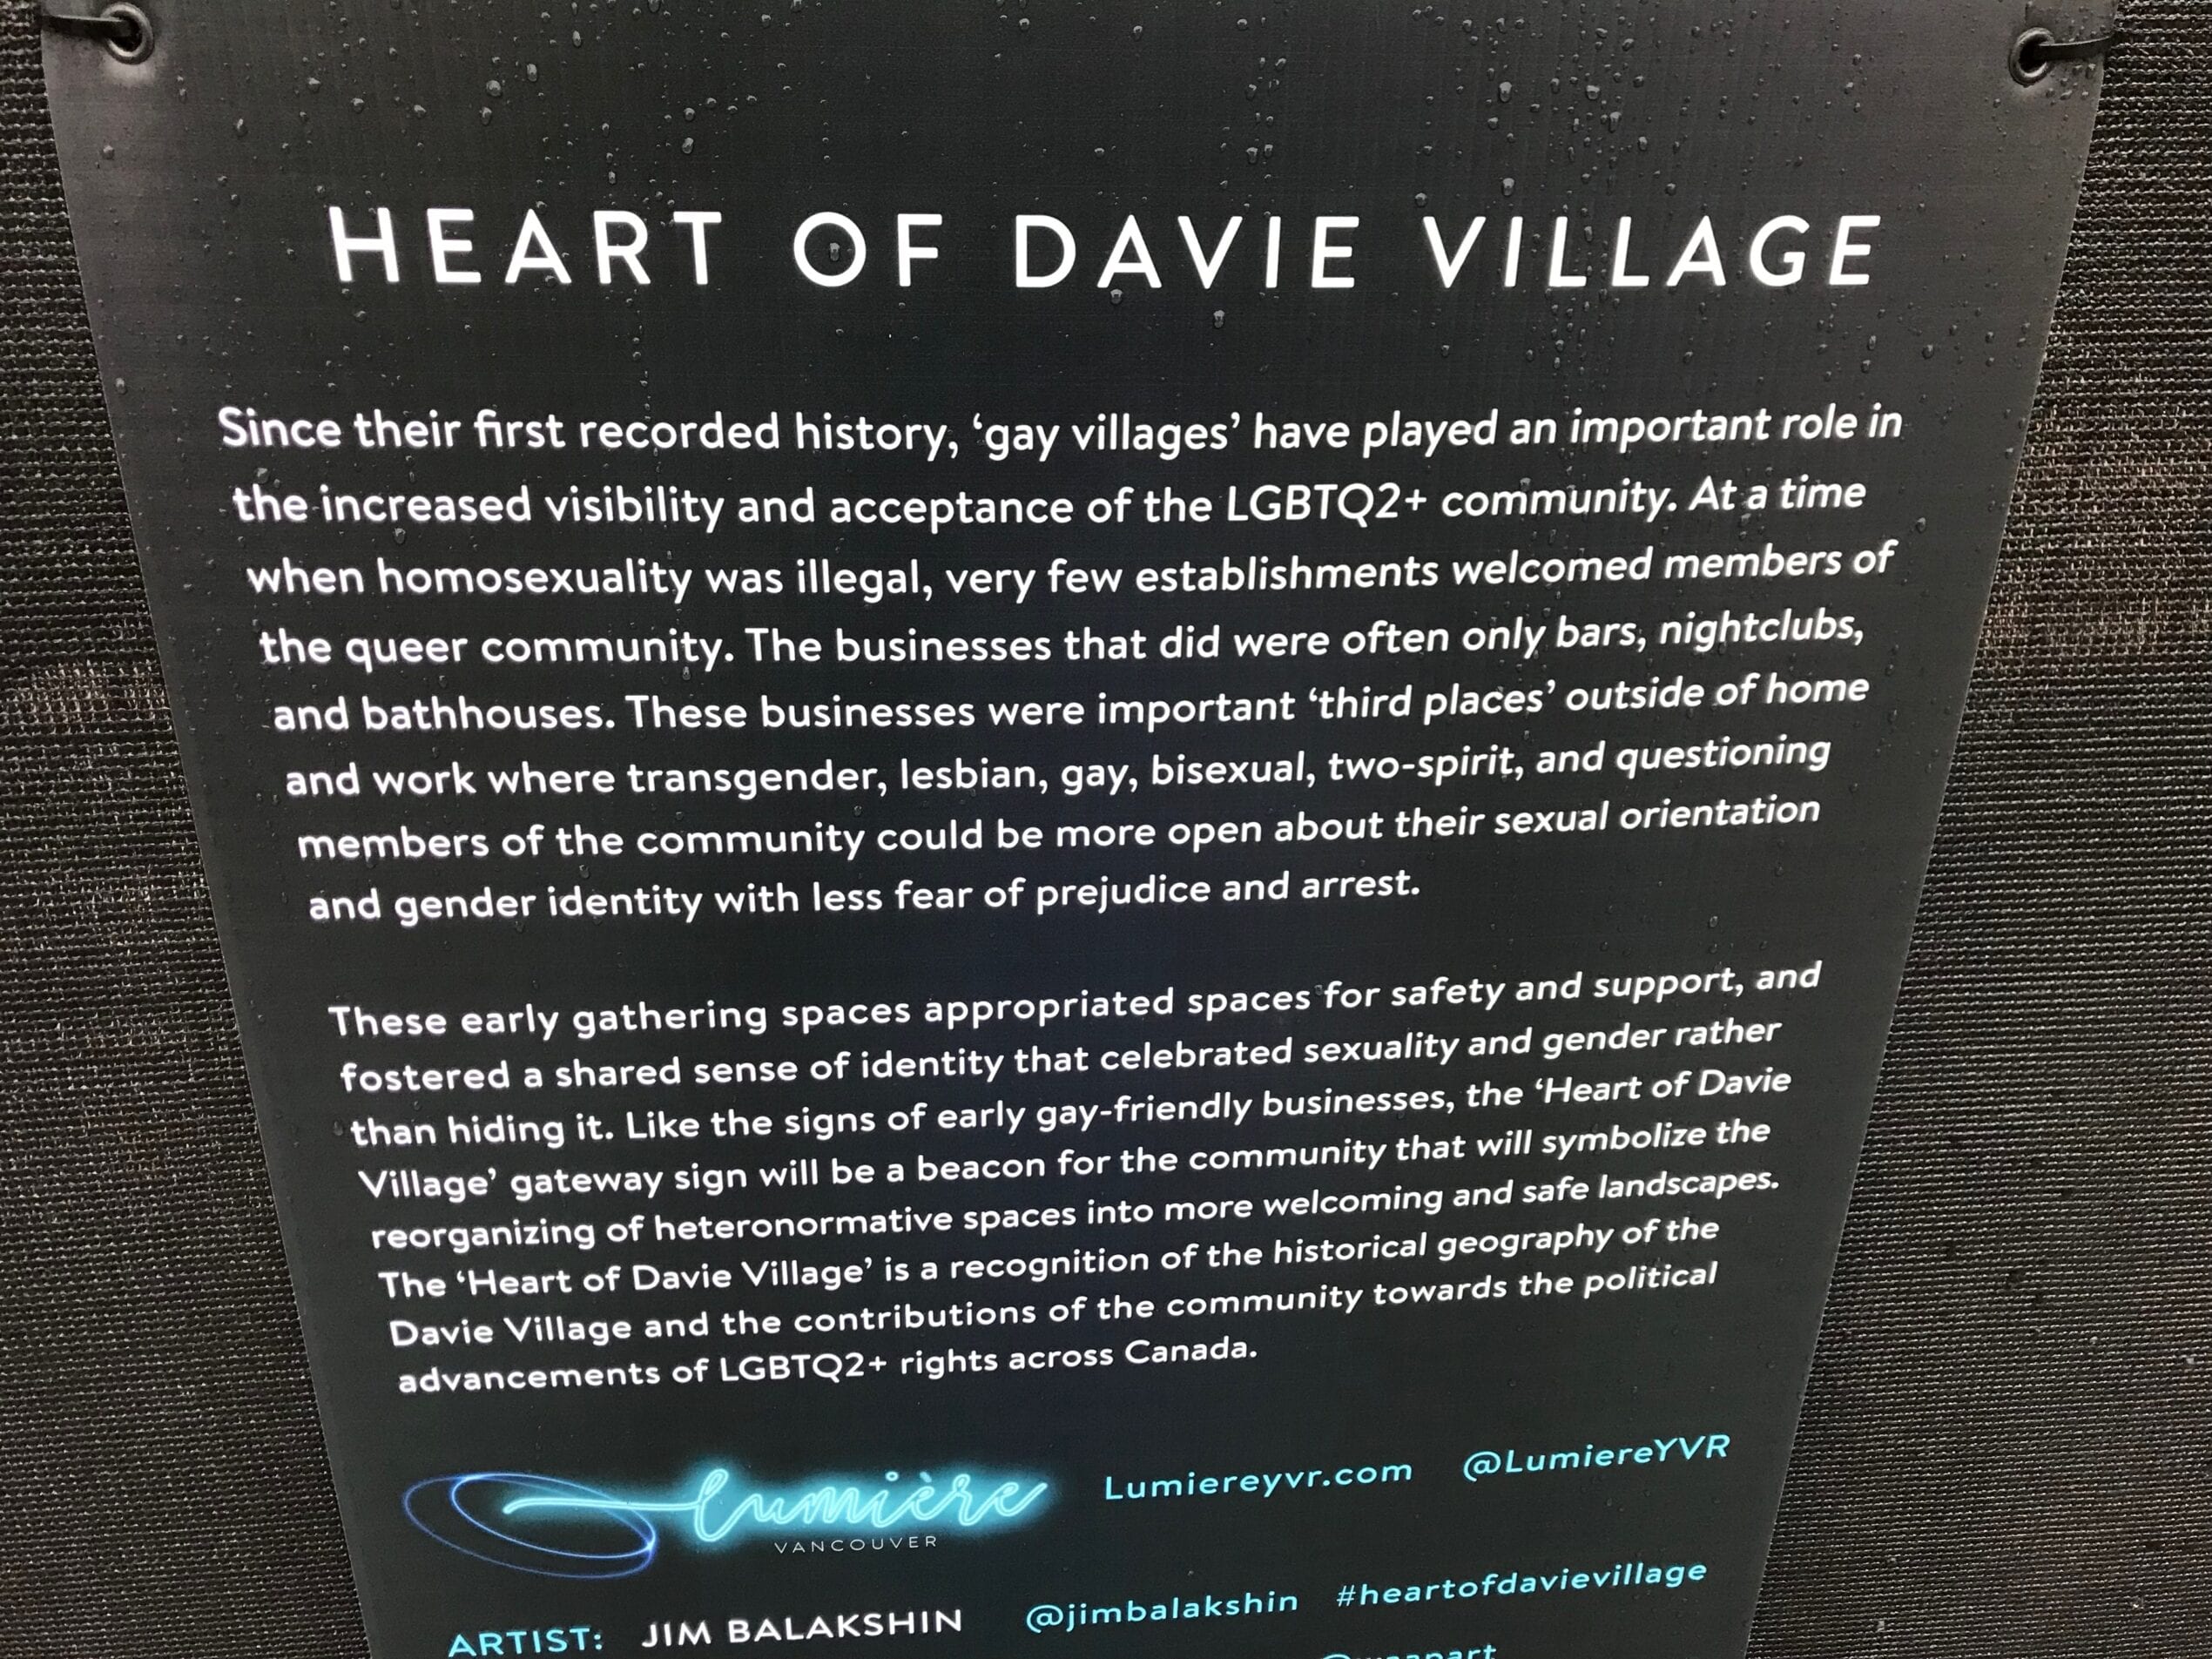 HEART OF DAVIE VILLAGE
Since their first recorded history, ‘gay villages’ have played an important role in
the increased visibility and acceptance of the LGBTQ2+ community. At a time
when homosexuality was illegal, very few establishments welcomed members of
the queer community. The businesses that did were often only bars, nightclubs,
and bathhouses. These businesses were important ‘third places’ outside of home
and work where transgender, lesbian, gay, bisexual, two-spirit, and questioning
members of the community could be more open about their sexual orientation
and gender identity with less fear of prejudice and arrest.
These early gathering spaces appropriated spaces for safety and support, and
fostered a shared sense of identity that celebrated sexuality and gender rather
than hiding it. Like the signs of early gay-friendly businesses, the ‘Heart of Davie
Village’ gateway sign will be a beacon for the community that will symbolize the
reorganizing of heteronormative spaces into more welcoming and safe landscapes.
The ‘Heart of Davie Village’ is a recognition of the historical geography of the
Davie Village and the contributions of the community towards the political
advancements of LGBTQ2+ rights across Canada.
lumière
VANCOUVER
Lumiereyvr.com @LumiereYVR
ARTIST: JIM BALAKSHIN @jimbalakshin #heartofdavievillage